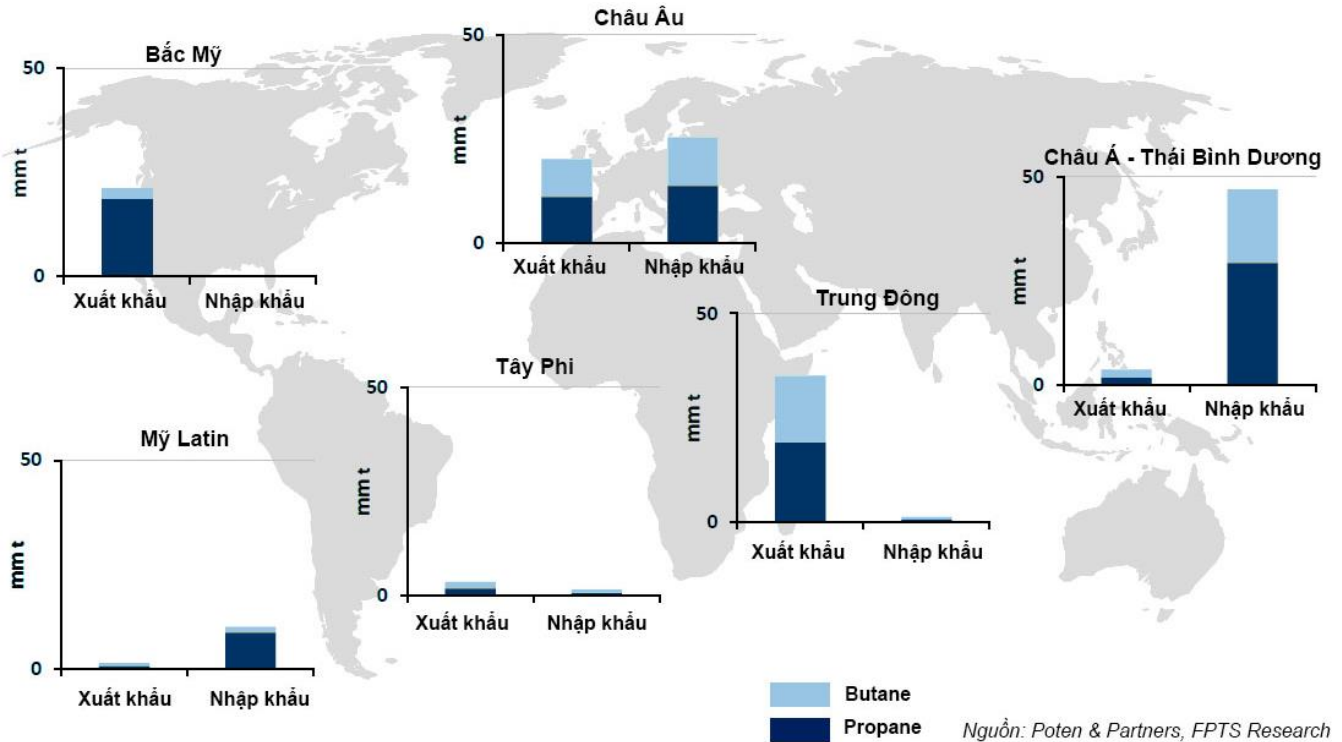 Châu Âu
50
mm t
0
Xuất khẩu Nhập khẩu
Bắc Mỹ
50
mm t
0
Xuất khẩu Nhập khẩu
Châu Á - Thái Bình Dương
50
mm t
0
Xuất khẩu Nhập khẩu
Trung Đông
50
mm t
0
Xuất khẩu Nhập khẩu
Tây Phi
50
mm t
0
Xuất khẩu Nhập khẩu
Mỹ Latin
50
mm t
0
Xuất khẩu Nhập khẩu
Butane
Propane
Nguồn: Poten & Partners, FPTS Research